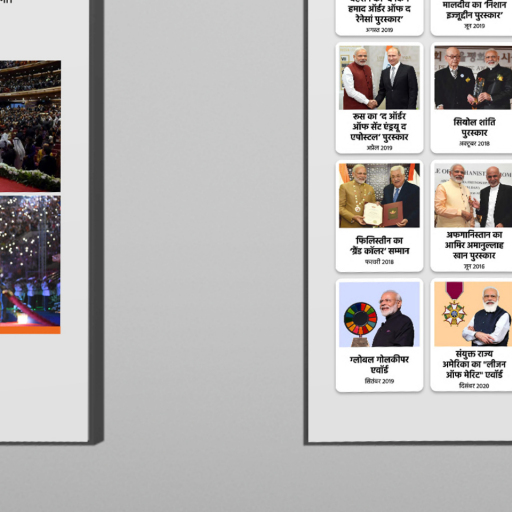 हमाद ऑर्डर ऑफ द
रेनेसां पुरस्कार’
अगस्त 2019
मालदीव का ‘निशान
इज्जुद्दीन पुरस्कार’
जून 2019
रूस का ‘द ऑर्डर
ऑफ सेंट एंड्रयू द
एपोस्टल’ पुरस्कार
अप्रैल 2019
सियोल शांति
पुरस्कार
अक्टूबर 2018
फिलिस्तीन का
‘ग्रैंड कॉलर’ सम्मान
फरवरी 2018
अफगानिस्तान का
आमिर अमानुल्लाह
खान पुरस्कार
जून 2016
ग्लोबल गोलकीपर
एवॉर्ड
सितंबर 2019
संयुक्त राज्य
अमेरिका का "लीजन
ऑफ मेरिट" एवॉर्ड
दिसंबर 2020